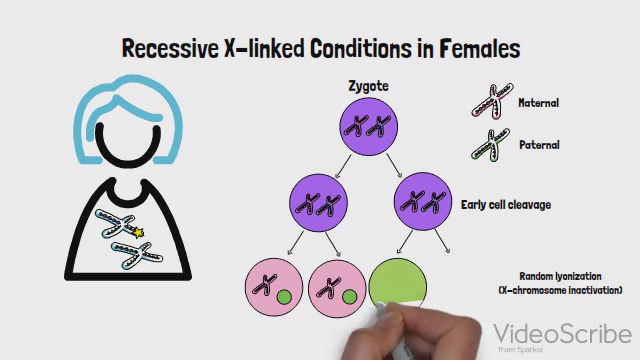 Recessive X-linked Conditions in Females
Zygote
Maternal
Paternal
Early cell cleavage
Random lyonization
(X-chromosome inactivation)
VideoScribe
from Sparkol